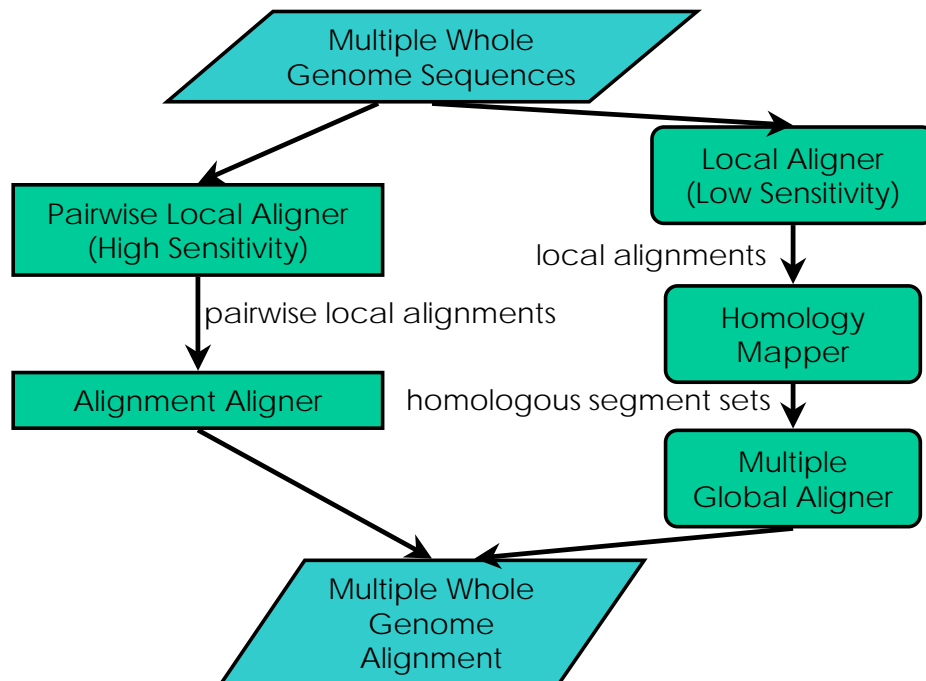 Multiple Whole
Genome Sequences
Local Aligner
(Low Sensitivity)
Pairwise Local Aligner
(High Sensitivity)
local alignments
pairwise local alignments
Homology
Mapper
Alignment Aligner
homologous segment sets
Multiple
Global Aligner
Multiple Whole
Genome
Alignment